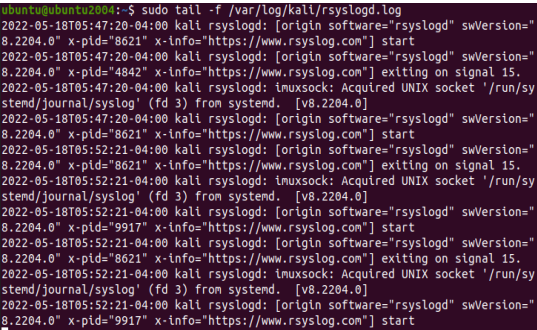 ubuntu@ubuntu2004:~$ sudo tail -f /var/log/kali/rsyslogd.log
2022-05-18T05:47:20-04:00 kali rsyslogd: [origin software="rsyslogd" swVersion="
8.2204.0" x-pid="8621" x-info="https://www.rsyslog.com"] start
2022-05-18T05:47:20-04:00 kali rsyslogd: [origin software="rsyslogd" swVersion="
8.2204.0" x-pid="4842" x-info="https://www.rsyslog.com"] exiting on signal 15.
2022-05-18T05:47:20-04:00 kali rsyslogd: imuxsock: Acquired UNIX socket '/run/sy
stemd/journal/syslog' (fd 3) from systemd.  [v8.2204.0]
2022-05-18T05:47:20-04:00 kali rsyslogd: [origin software="rsyslogd" swVersion="
8.2204.0" x-pid="8621" x-info="https://www.rsyslog.com"] start
2022-05-18T05:52:21-04:00 kali rsyslogd: [origin software="rsyslogd" swVersion="
8.2204.0" x-pid="8621" x-info="https://www.rsyslog.com"] exiting on signal 15.
2022-05-18T05:52:21-04:00 kali rsyslogd: imuxsock: Acquired UNIX socket '/run/sy
stemd/journal/syslog' (fd 3) from systemd.  [v8.2204.0]
2022-05-18T05:52:21-04:00 kali rsyslogd: [origin software="rsyslogd" swVersion="
8.2204.0" x-pid="9917" x-info="https://www.rsyslog.com"] start
2022-05-18T05:52:21-04:00 kali rsyslogd: [origin software="rsyslogd" swVersion="
8.2204.0" x-pid="8621" x-info="https://www.rsyslog.com"] exiting on signal 15.
2022-05-18T05:52:21-04:00 kali rsyslogd: imuxsock: Acquired UNIX socket '/run/sy
stemd/journal/syslog' (fd 3) from systemd.  [v8.2204.0]
2022-05-18T05:52:21-04:00 kali rsyslogd: [origin software="rsyslogd" swVersion="
8.2204.0" x-pid="9917" x-info="https://www.rsyslog.com"] start